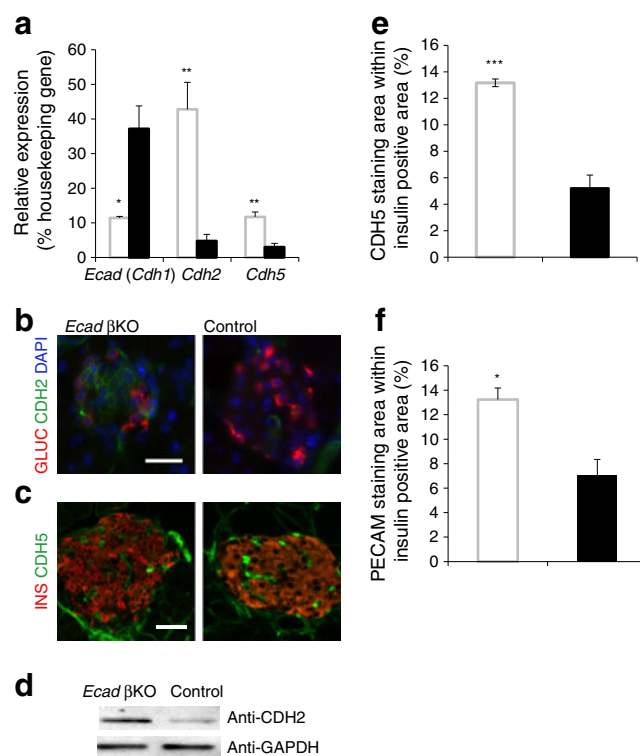 a
Relative expression
(% housekeeping gene)
60
50
40
30
20
10
0
*
**
**
Ecad (Cdh1) Cdh2 Cdh5
b
Ecad βKO Control
GLUC CDH2 DAPI
c
INS CDH5
d
Ecad βKO Control
Anti-CDH2
Anti-GAPDH
e
CDH5 staining area within
insulin positive area (%)
16
14
12
10
8
6
4
2
0
***
f
PECAM staining area within
insulin positive area (%)
16
14
12
10
8
6
4
2
0
*